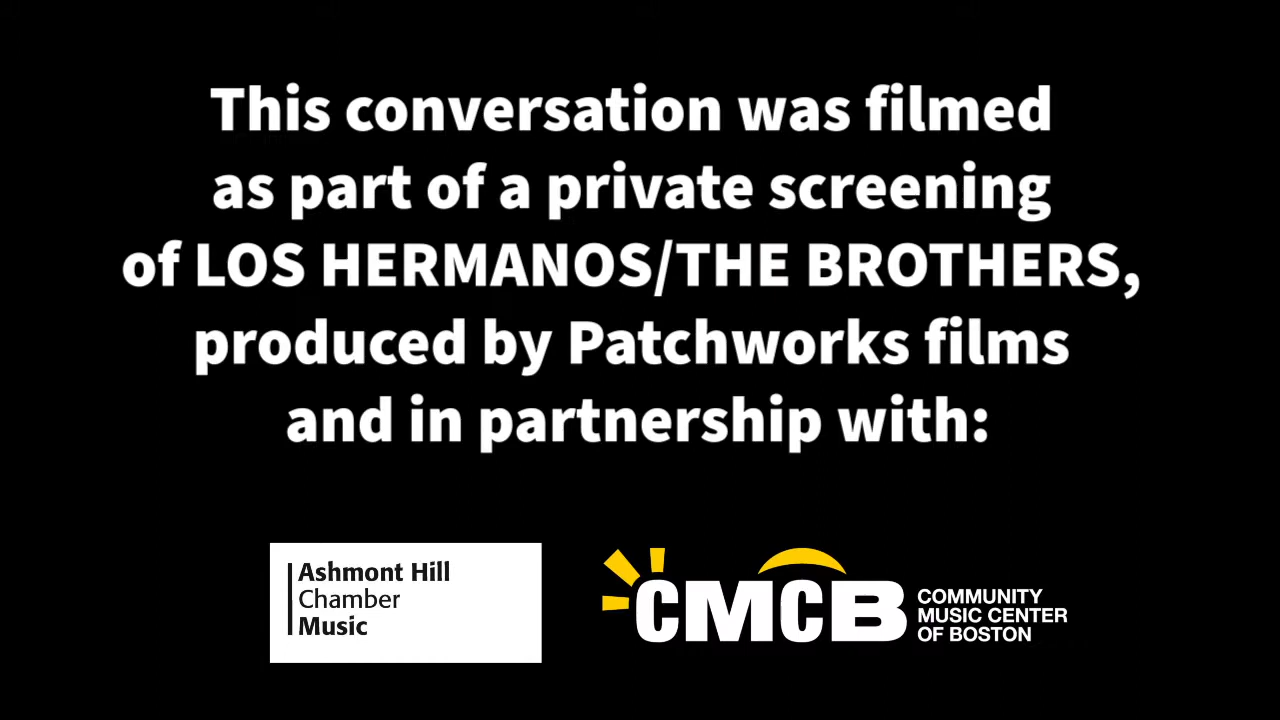 This conversation was filmed
as part of a private screening
of LOS HERMANOS/THE BROTHERS,
produced by Patchworks films
and in partnership with:
Ashmont Hill
Chamber
Music
CMCB
COMMUNITY
MUSIC CENTER
OF BOSTON